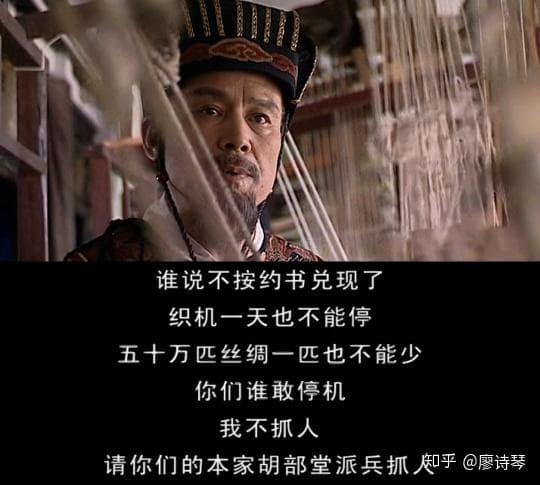 谁说不按约书兑现了
织机一天也不能停
五十万匹丝绸一匹也不能少
你们谁敢停机
我不抓人
请你们的本家胡部堂派兵抓人
知乎 @廖诗琴